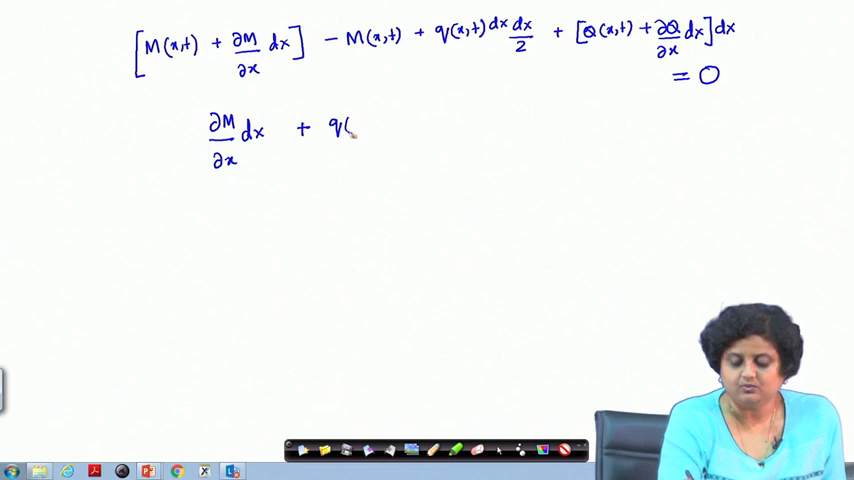 [M(x,t) + ∂M/∂x dx] − M(x,t) + q(x,t) dx dx/2 + [Q(x,t) + ∂Q/∂x dx] dx
= 0
∂M/∂x dx + q(